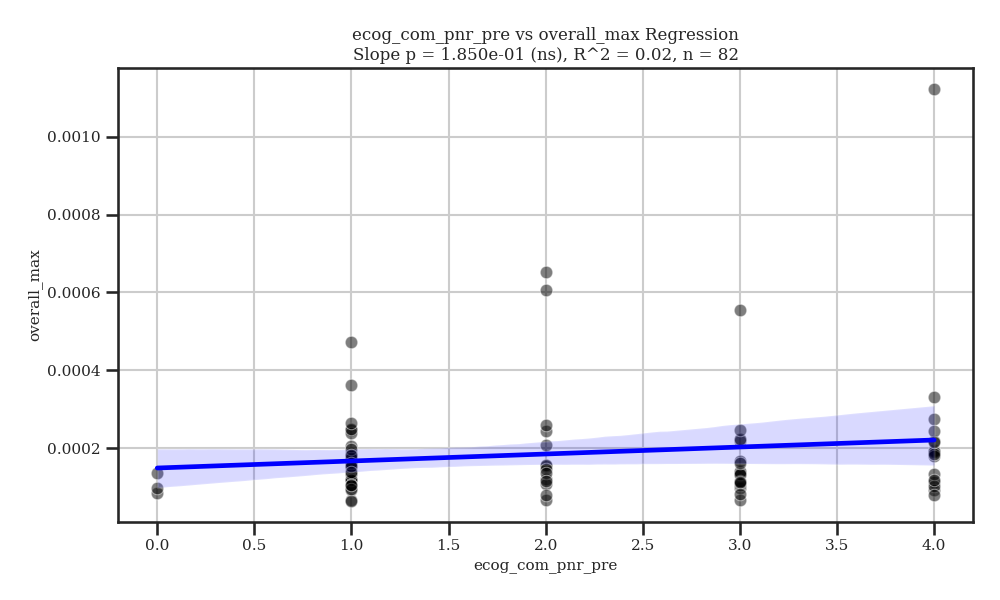 ecog_com_pnr_pre vs overall_max Regression
Slope p = 1.850e-01 (ns), R^2 = 0.02, n = 82
overall_max
0.0010
0.0008
0.0006
0.0004
0.0002
0.0 0.5 1.0 1.5 2.0 2.5 3.0 3.5 4.0
ecog_com_pnr_pre